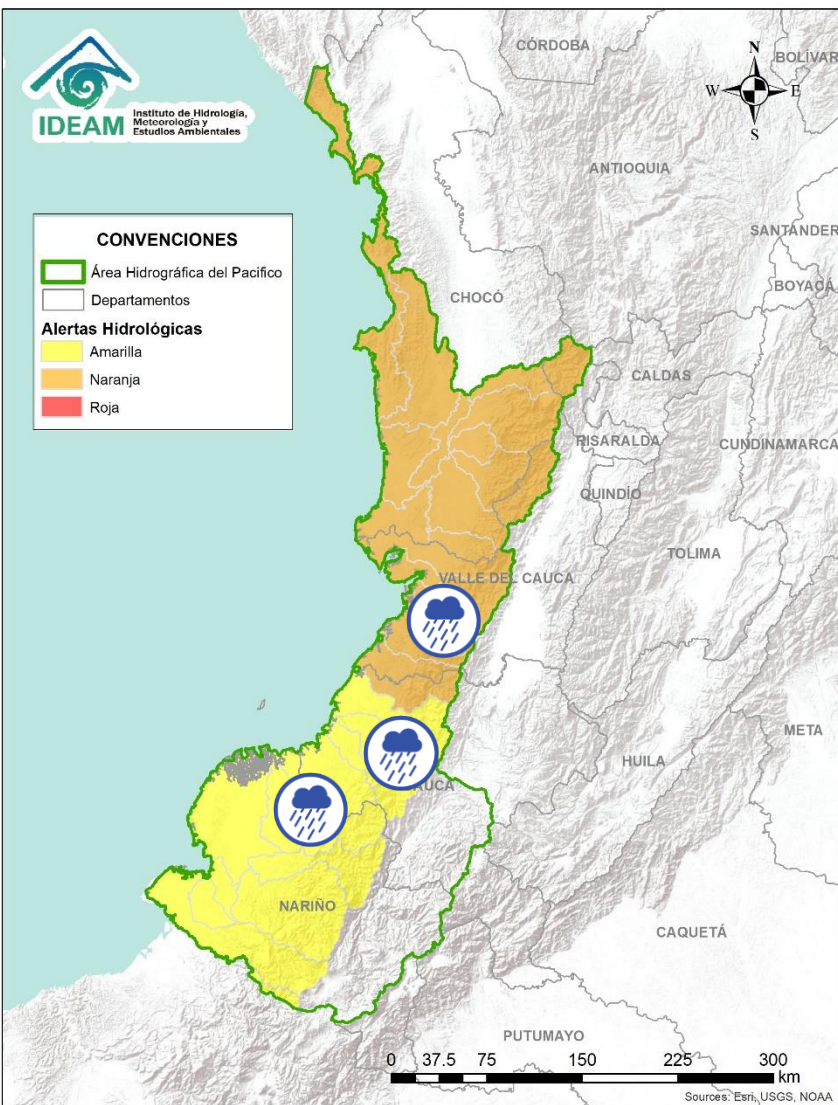 IDEAM
Instituto de Hidrología,
Meteorología y
Estudios Ambientales
CÓRDOBA
BOLÍVAR
N
W
E
S
ANTIOQUIA
SANTANDER
BOYACÁ
CONVENCIONES
Área Hidrográfica del Pacifico
Departamentos
Alertas Hidrológicas
Amarilla
Naranja
Roja
CHOCÓ
CALDAS
RISARALDA
CUNDINAMARCA
QUINDÍO
TOLIMA
VALLE DEL CAUCA
META
HUILA
AUCA
NARIÑO
CAQUETÁ
PUTUMAYO
0 37.5 75 150 225 300
km
Sources: Esri, USGS, NOAA